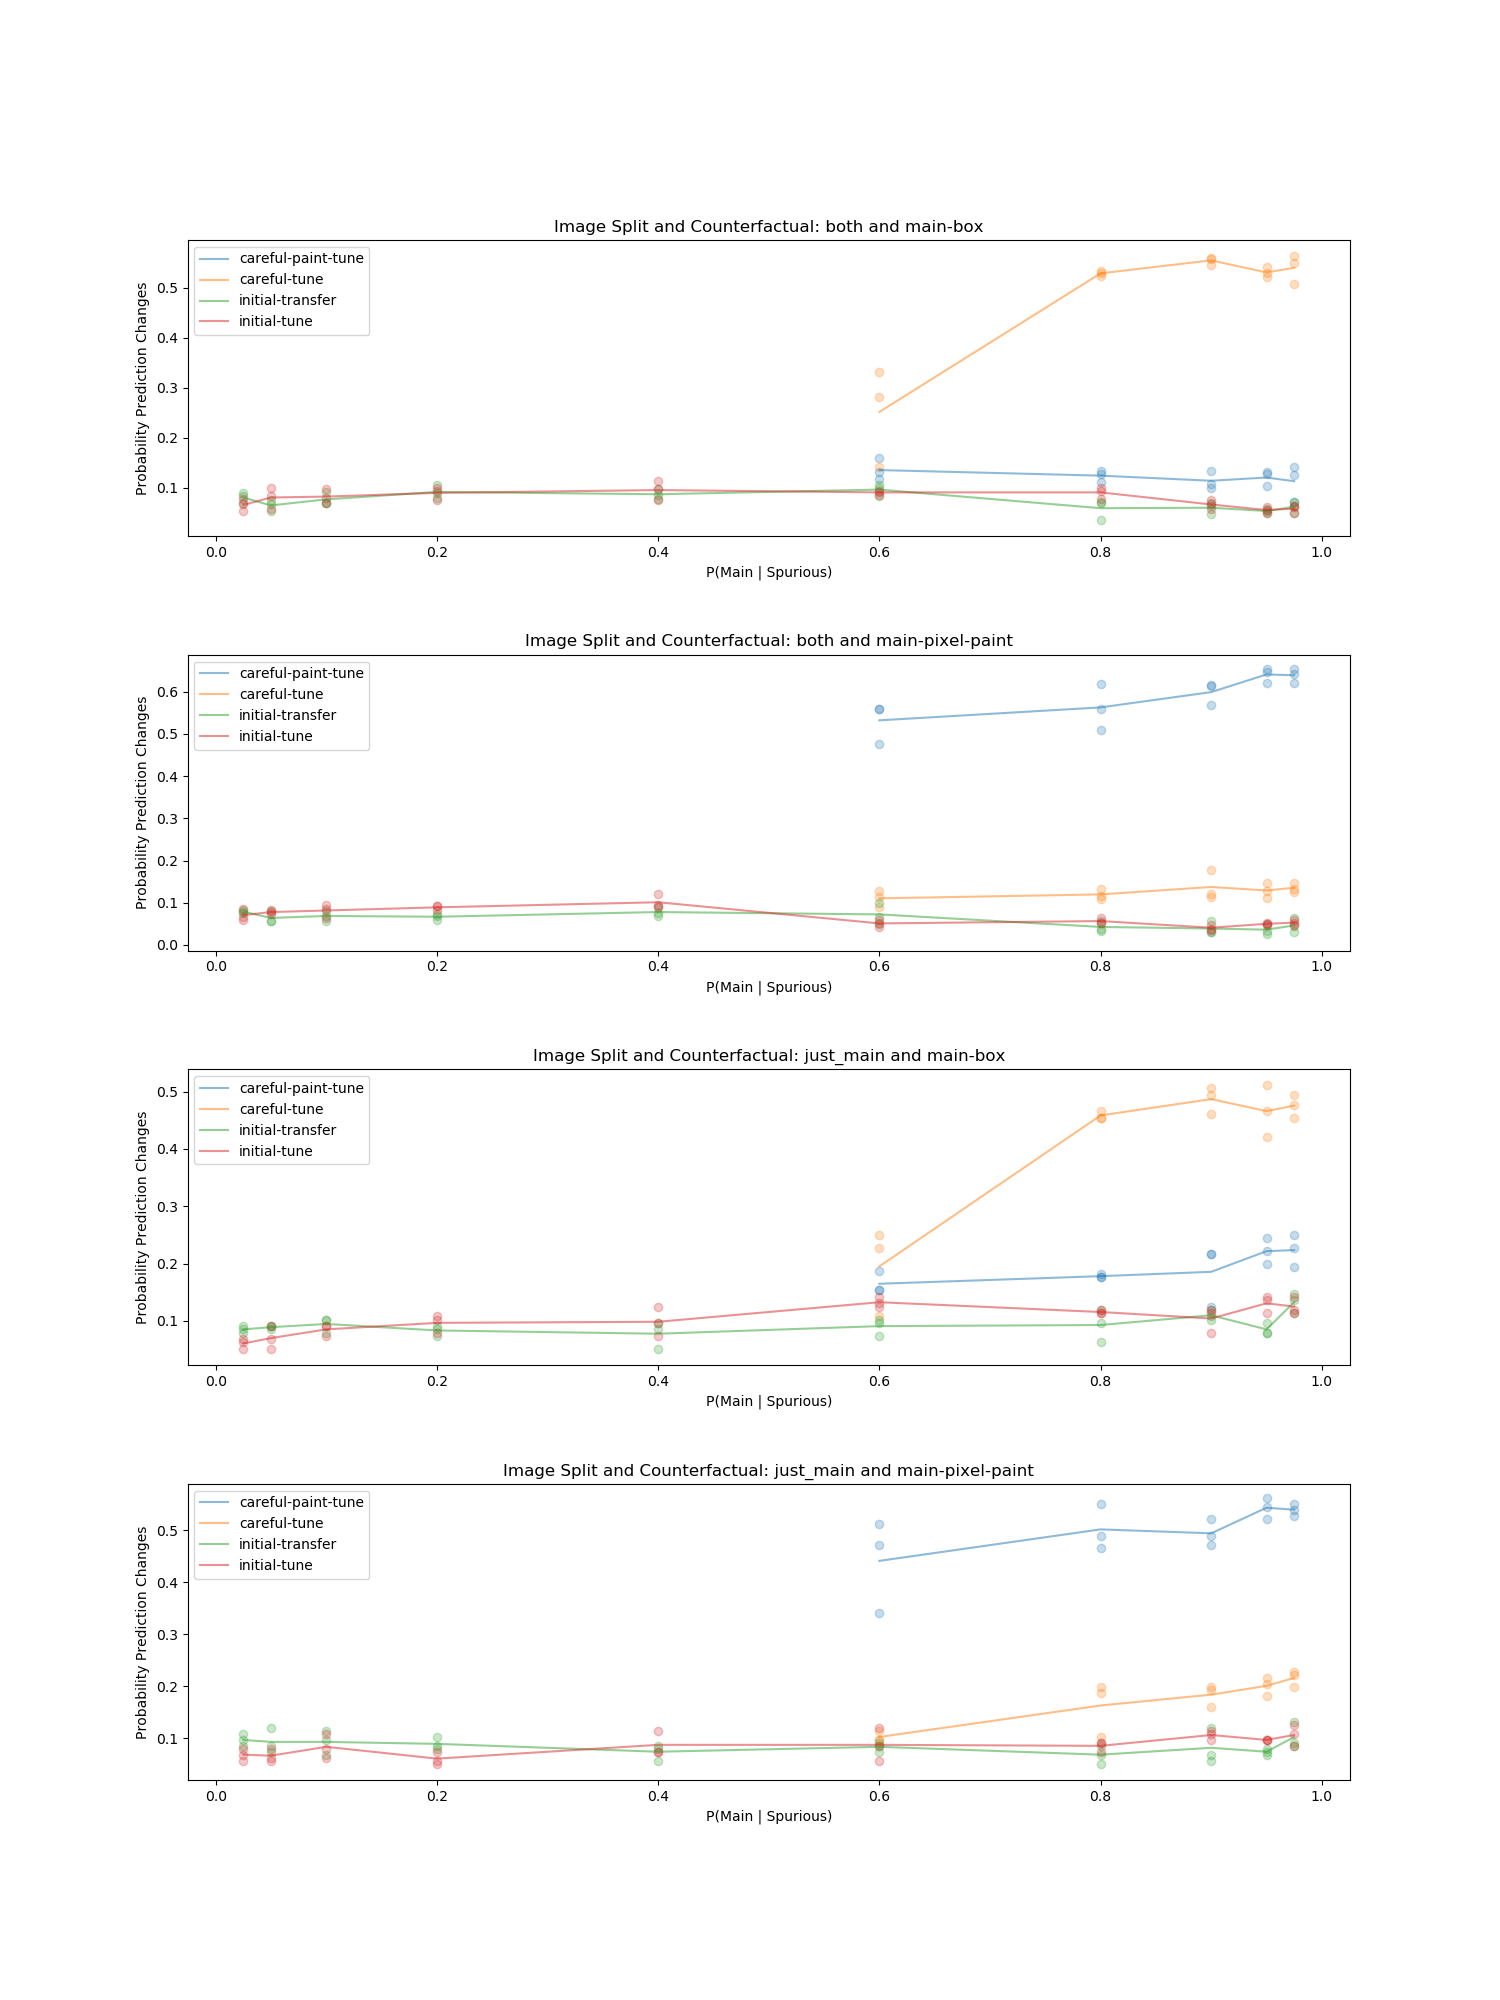 Image Split and Counterfactual: both and main-box
careful-paint-tune
careful-tune
initial-transfer
initial-tune
Probability Prediction Changes
0.5
0.4
0.3
0.2
0.1
0.0 0.2 0.4 0.6 0.8 1.0
P(Main | Spurious)
Image Split and Counterfactual: both and main-pixel-paint
careful-paint-tune
careful-tune
initial-transfer
initial-tune
Probability Prediction Changes
0.6
0.5
0.4
0.3
0.2
0.1
0.0
0.0 0.2 0.4 0.6 0.8 1.0
P(Main | Spurious)
Image Split and Counterfactual: just_main and main-box
careful-paint-tune
careful-tune
initial-transfer
initial-tune
Probability Prediction Changes
0.5
0.4
0.3
0.2
0.1
0.0 0.2 0.4 0.6 0.8 1.0
P(Main | Spurious)
Image Split and Counterfactual: just_main and main-pixel-paint
careful-paint-tune
careful-tune
initial-transfer
initial-tune
Probability Prediction Changes
0.5
0.4
0.3
0.2
0.1
0.0 0.2 0.4 0.6 0.8 1.0
P(Main | Spurious)